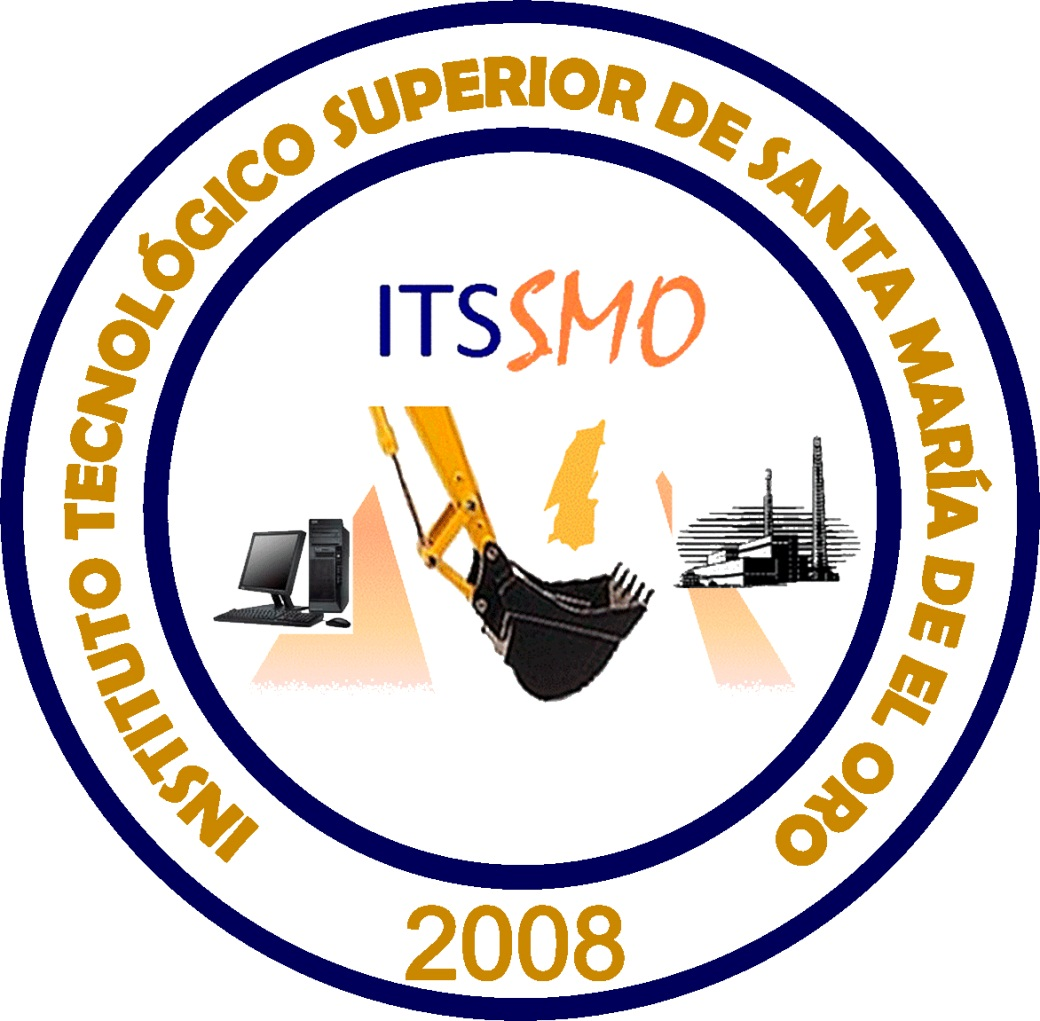 INSTITUTO TECNOLÓGICO SUPERIOR DE SANTA MARÍA DE EL ORO
ITSSMO
2008